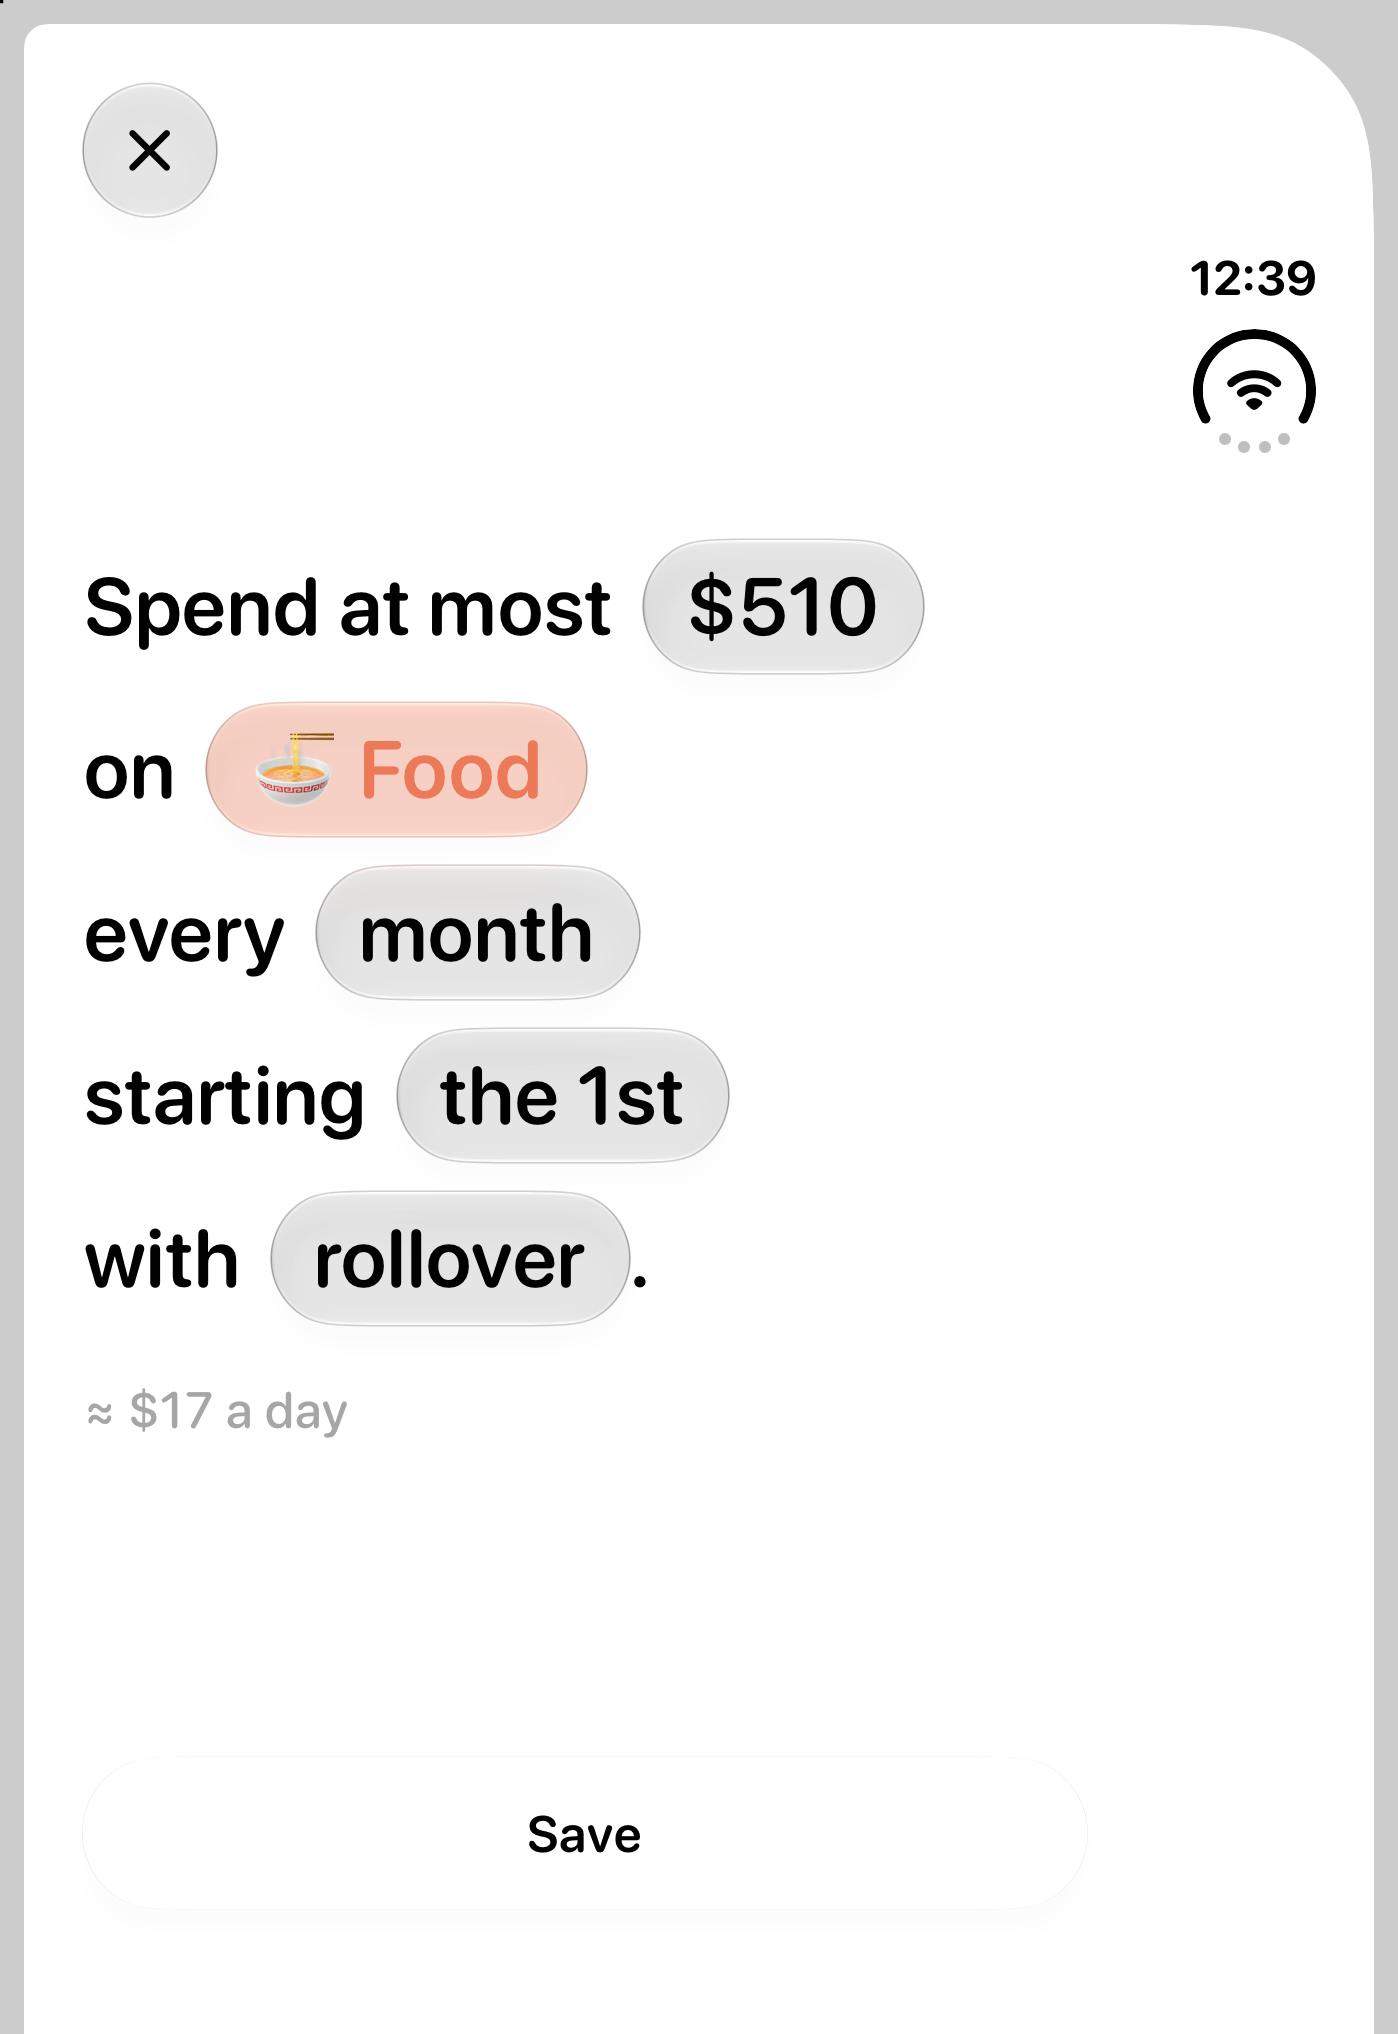 12:39
Spend at most $510
on 🍜 Food
every month
starting the 1st
with rollover.
≈ $17 a day
Save